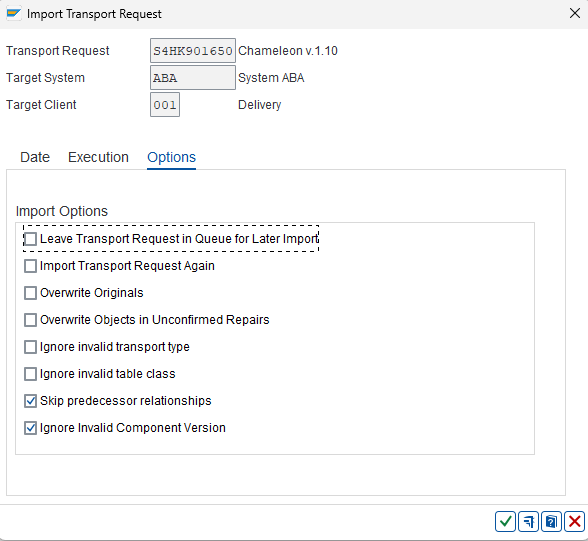 Import Transport Request
Transport Request S4HK901650 Chameleon v.1.10
Target System ABA System ABA
Target Client 001 Delivery
Date Execution Options
Import Options
Leave Transport Request in Queue for Later Import
Import Transport Request Again
Overwrite Originals
Overwrite Objects in Unconfirmed Repairs
Ignore invalid transport type
Ignore invalid table class
Skip predecessor relationships
Ignore Invalid Component Version